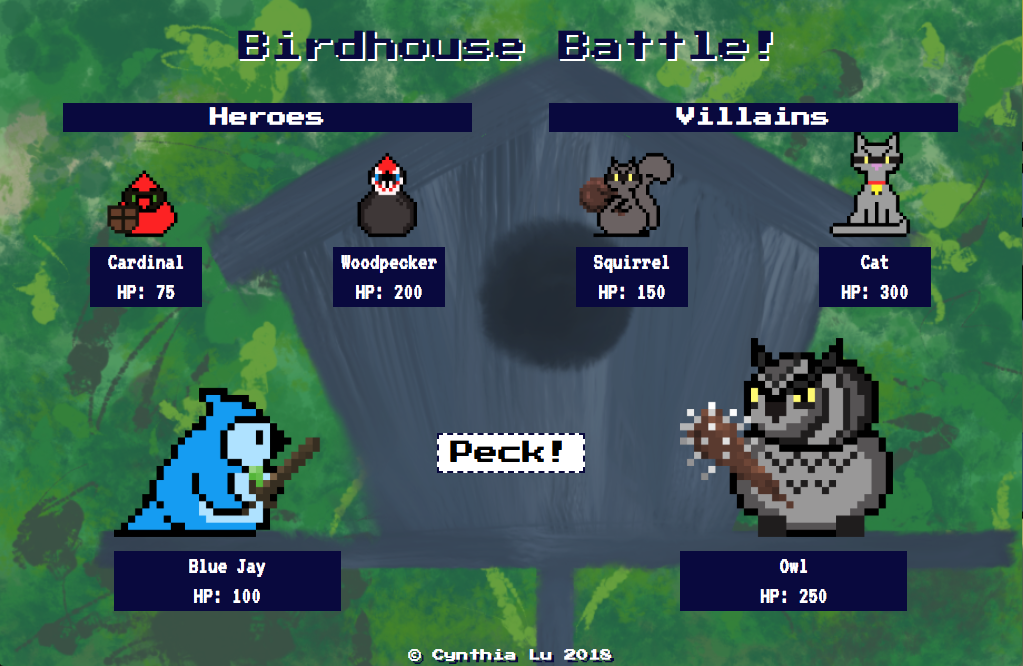 Birdhouse Battle!
Heroes
Villains
Cardinal
HP: 75
Woodpecker
HP: 200
Squirrel
HP: 150
Cat
HP: 300
Peck!
Blue Jay
HP: 100
Owl
HP: 250
© Cynthia Lu 2018